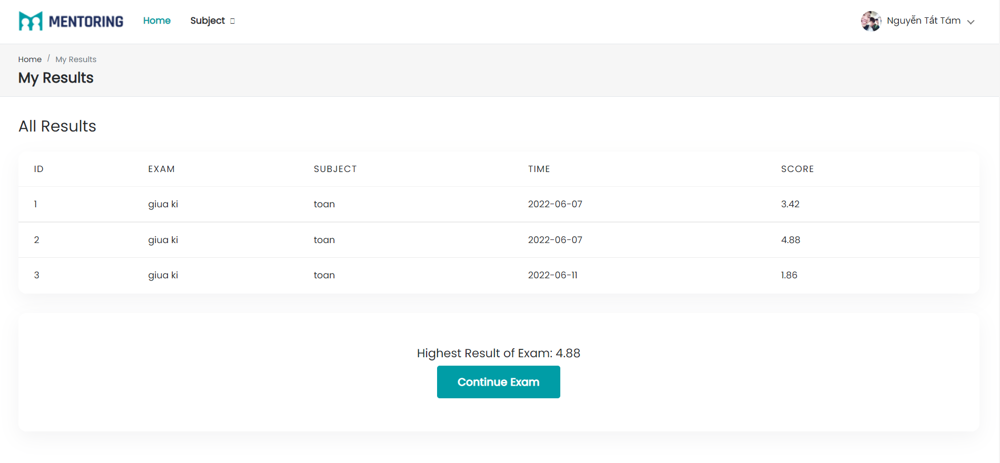 MENTORING Home Subject Nguyễn Tất Tám
Home / My Results
My Results
All Results
ID EXAM SUBJECT TIME SCORE
1 giua ki toan 2022-06-07 3.42
2 giua ki toan 2022-06-07 4.88
3 giua ki toan 2022-06-11 1.86
Highest Result of Exam: 4.88
Continue Exam